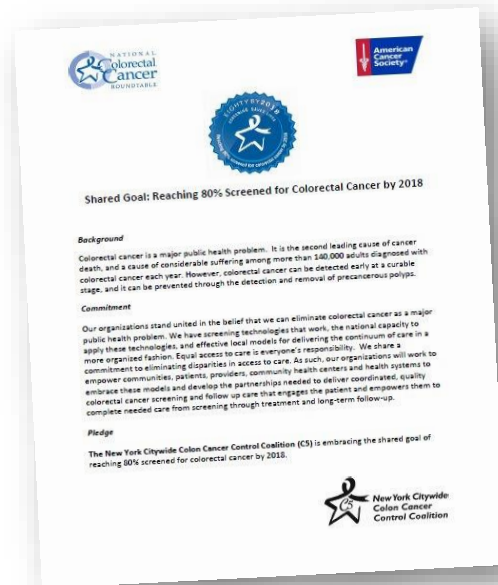 NATIONAL
Colorectal
Cancer
ROUNDTABLE
American
Cancer
Society®
EIGHTY BY 2018
Shared Goal: Reaching 80% Screened for Colorectal Cancer by 2018
Background
Colorectal cancer is a major public health problem. It is the second leading cause of cancer
death, and a cause of considerable suffering among more than 140,000 adults diagnosed with
colorectal cancer each year. However, colorectal cancer can be detected early at a curable
stage, and it can be prevented through the detection and removal of precancerous polyps.
Commitment
Our organizations stand united in the belief that we can eliminate colorectal cancer as a major
public health problem. We have screening technologies that work, the national capacity to
apply these technologies, and effective local models for delivering the continuum of care in a
more organized fashion. Equal access to care is everyone's responsibility. We share a
commitment to eliminating disparities in access to care. As such, our organizations will work to
empower communities, patients, providers, community health centers and health systems to
embrace these models and develop the partnerships needed to deliver coordinated, quality
colorectal cancer screening and follow up care that engages the patient and empowers them to
complete needed care from screening through treatment and long-term follow-up.
Pledge
The New York Citywide Colon Cancer Control Coalition (C5) is embracing the shared goal of
reaching 80% screened for colorectal cancer by 2018.
C5
New York Citywide
Colon Cancer
Control Coalition